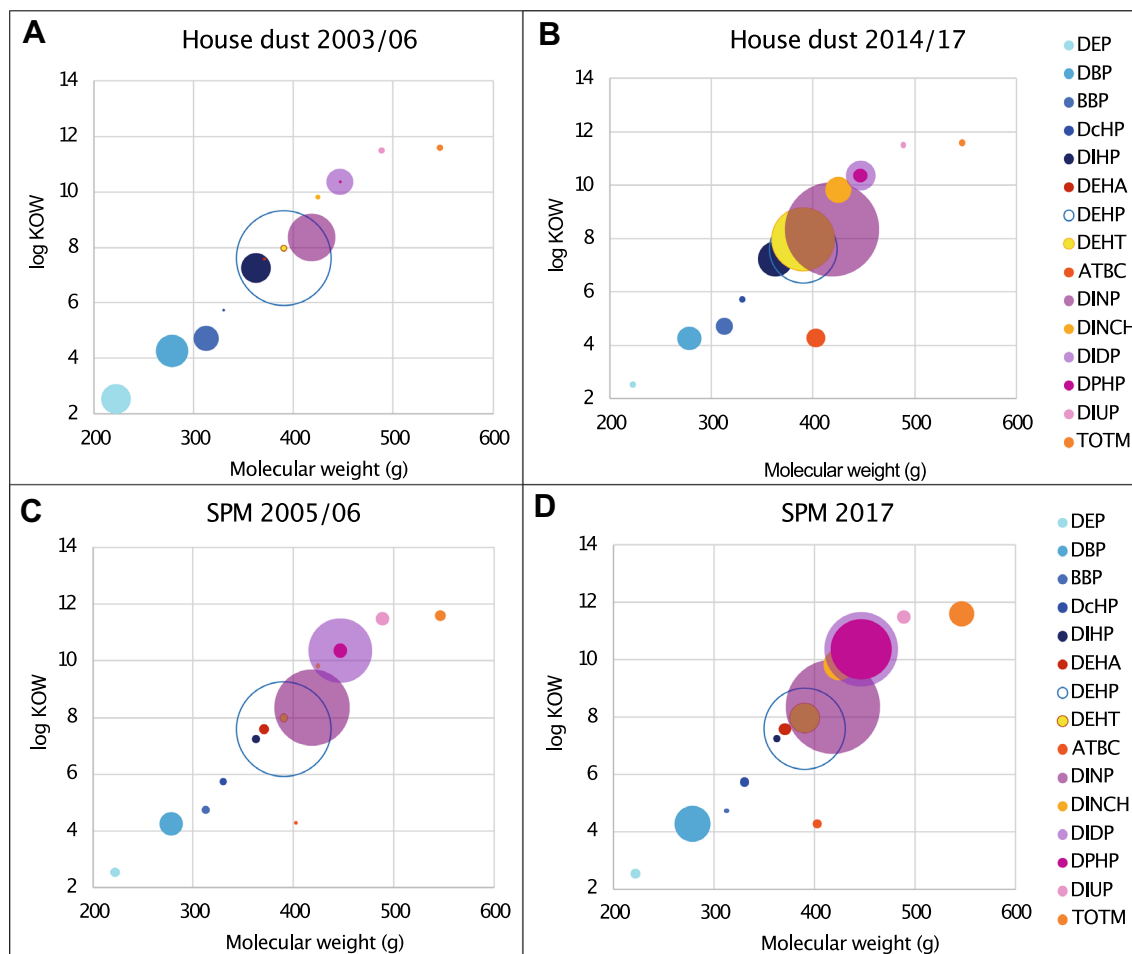 A
House dust 2003/06
log KOW
14
12
10
8
6
4
2
200
300
400
500
600
Molecular weight (g)
B
House dust 2014/17
log KOW
14
12
10
8
6
4
2
200
300
400
500
600
Molecular weight (g)
DEP
DBP
BBP
DcHP
DIHP
DEHA
DEHP
DEHT
ATBC
DINP
DINCH
DIDP
DPHP
DIUP
TOTM
C
SPM 2005/06
log KOW
14
12
10
8
6
4
2
200
300
400
500
600
Molecular weight (g)
D
SPM 2017
log KOW
14
12
10
8
6
4
2
200
300
400
500
600
Molecular weight (g)
DEP
DBP
BBP
DcHP
DIHP
DEHA
DEHP
DEHT
ATBC
DINP
DINCH
DIDP
DPHP
DIUP
TOTM